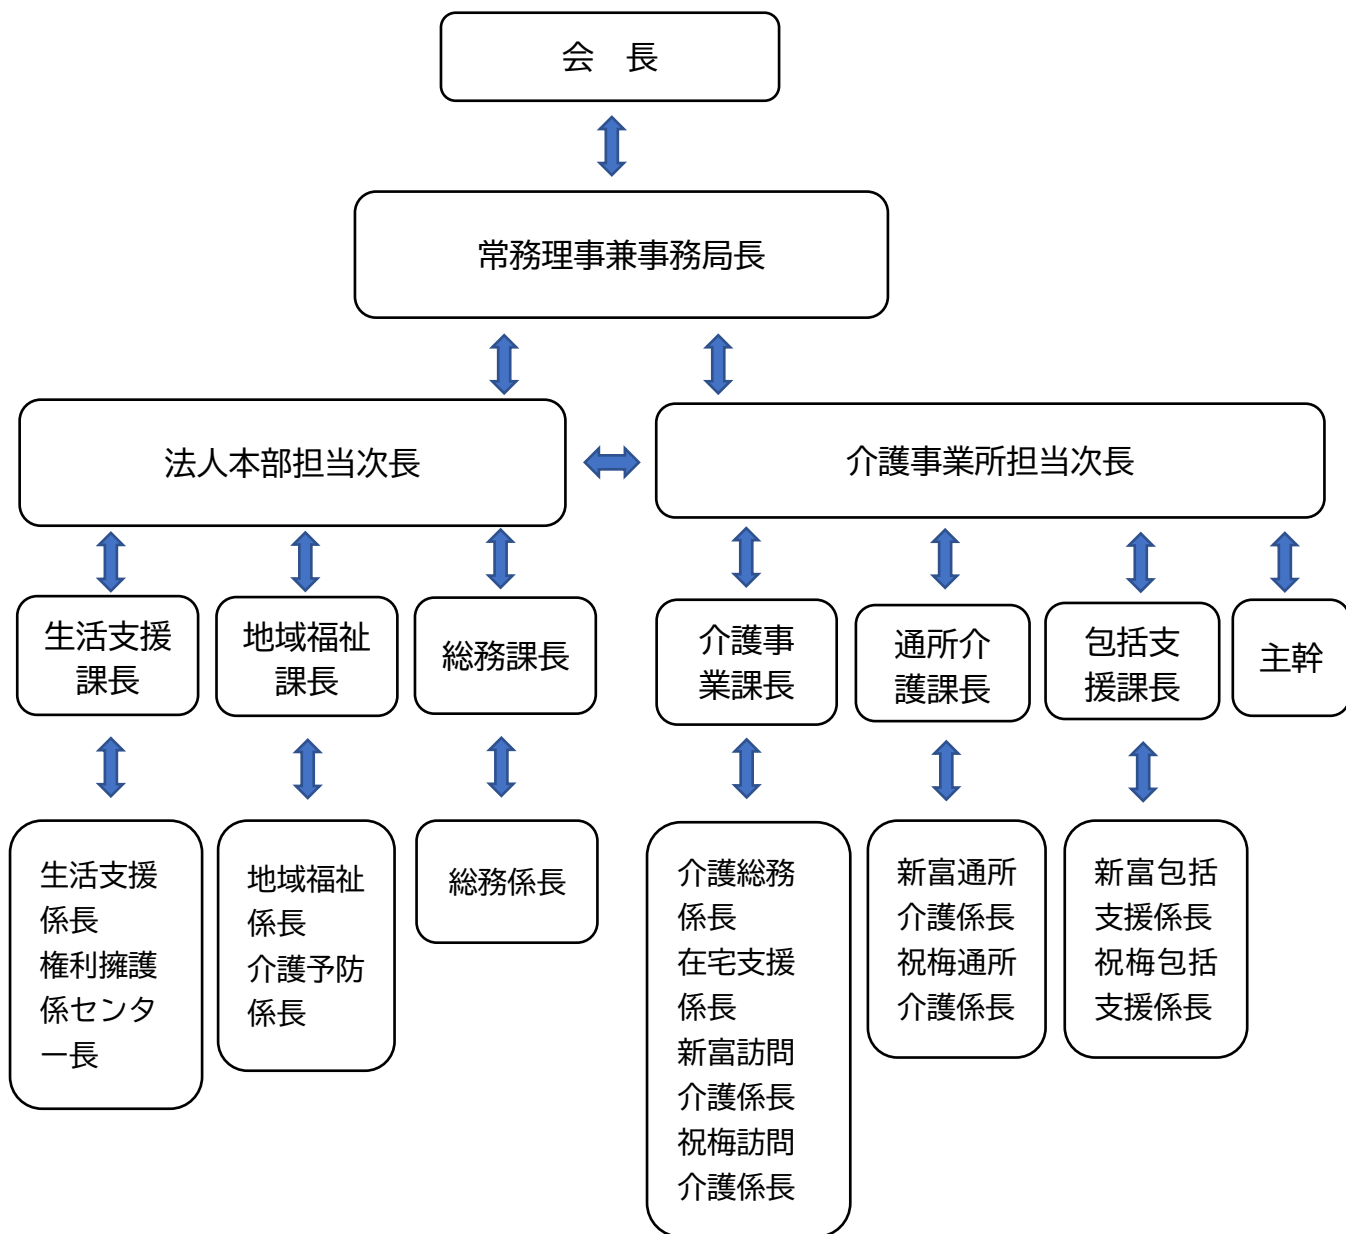 会　長
常務理事兼事務局長
法人本部担当次長
介護事業所担当次長
生活支援
課長
地域福祉
課長
総務課長
介護事
業課長
通所介
護課長
包括支
援課長
主幹
生活支援
係長
権利擁護
係センタ
ー長
地域福祉
係長
介護予防
係長
総務係長
介護総務
係長
在宅支援
係長
新富訪問
介護係長
祝梅訪問
介護係長
新富通所
介護係長
祝梅通所
介護係長
新富包括
支援係長
祝梅包括
支援係長